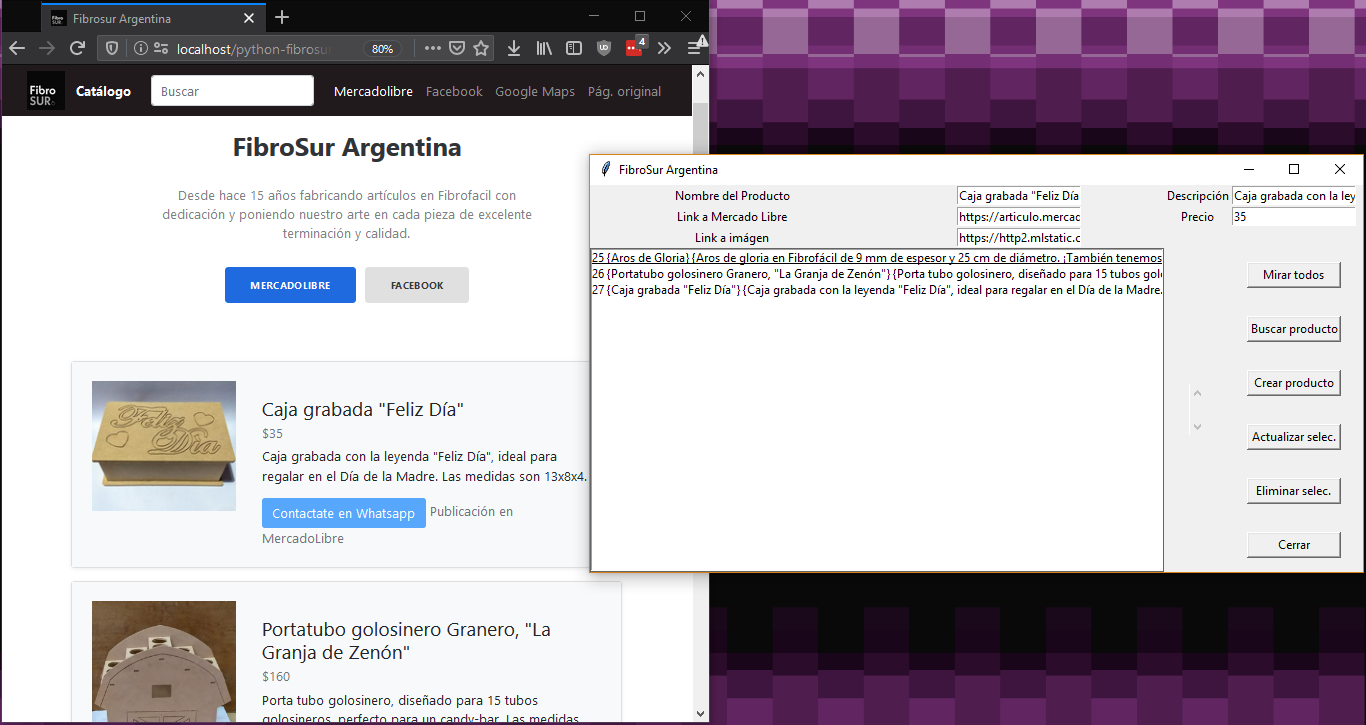 Fibrosur Argentina
localhost/python-fibrosu
80%
4
Fibro
SUR
Catálogo
Buscar
Mercadolibre
Facebook
Google Maps
Pág. original
FibroSur Argentina
Desde hace 15 años fabricando artículos en Fibrofacil con
dedicación y poniendo nuestro arte en cada pieza de excelente
terminación y calidad.
MERCADOLIBRE
FACEBOOK
Feliz
Día
Caja grabada "Feliz Día"
$35
Caja grabada con la leyenda "Feliz Día", ideal para
regalar en el Día de la Madre. Las medidas son 13x8x4.
Contactate en Whatsapp
Publicación en
MercadoLibre
Portatubo golosinero Granero, "La
Granja de Zenón"
$160
Porta tubo golosinero, diseñado para 15 tubos
golosineros, perfecto para un candy-bar. Las medidas
FibroSur Argentina
Nombre del Producto
Caja grabada "Feliz Día
Descripción
Caja grabada con la ley
Link a Mercado Libre
https://articulo.mercac
Precio
35
Link a imágen
https://http2.mlstatic.c
25 {Aros de Gloria} {Aros de gloria en Fibrofácil de 9 mm de espesor y 25 cm de diámetro. ¡También tenemos
26 {Portatubo golosinero Granero, "La Granja de Zenón"} {Porta tubo golosinero, diseñado para 15 tubos golo
27 {Caja grabada "Feliz Día"} {Caja grabada con la leyenda "Feliz Día", ideal para regalar en el Día de la Madre.
Mirar todos
Buscar producto
Crear producto
Actualizar selec.
Eliminar selec.
Cerrar